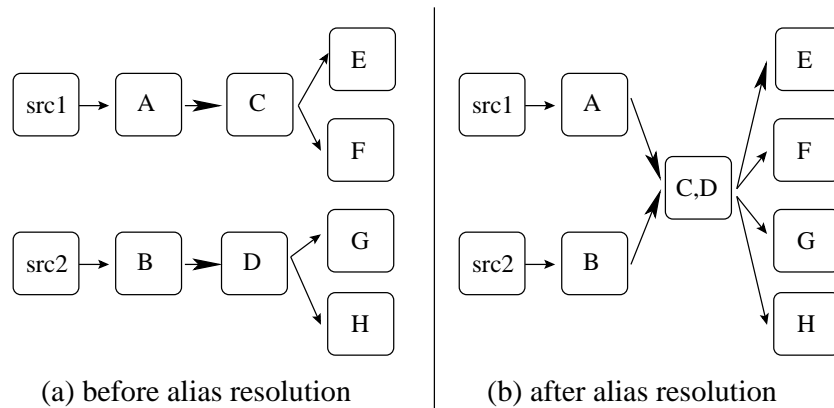 E
src1 A C
F
G
src2 B D
H
(a) before alias resolution
E
src1 A
F
C,D
G
src2 B
H
(b) after alias resolution